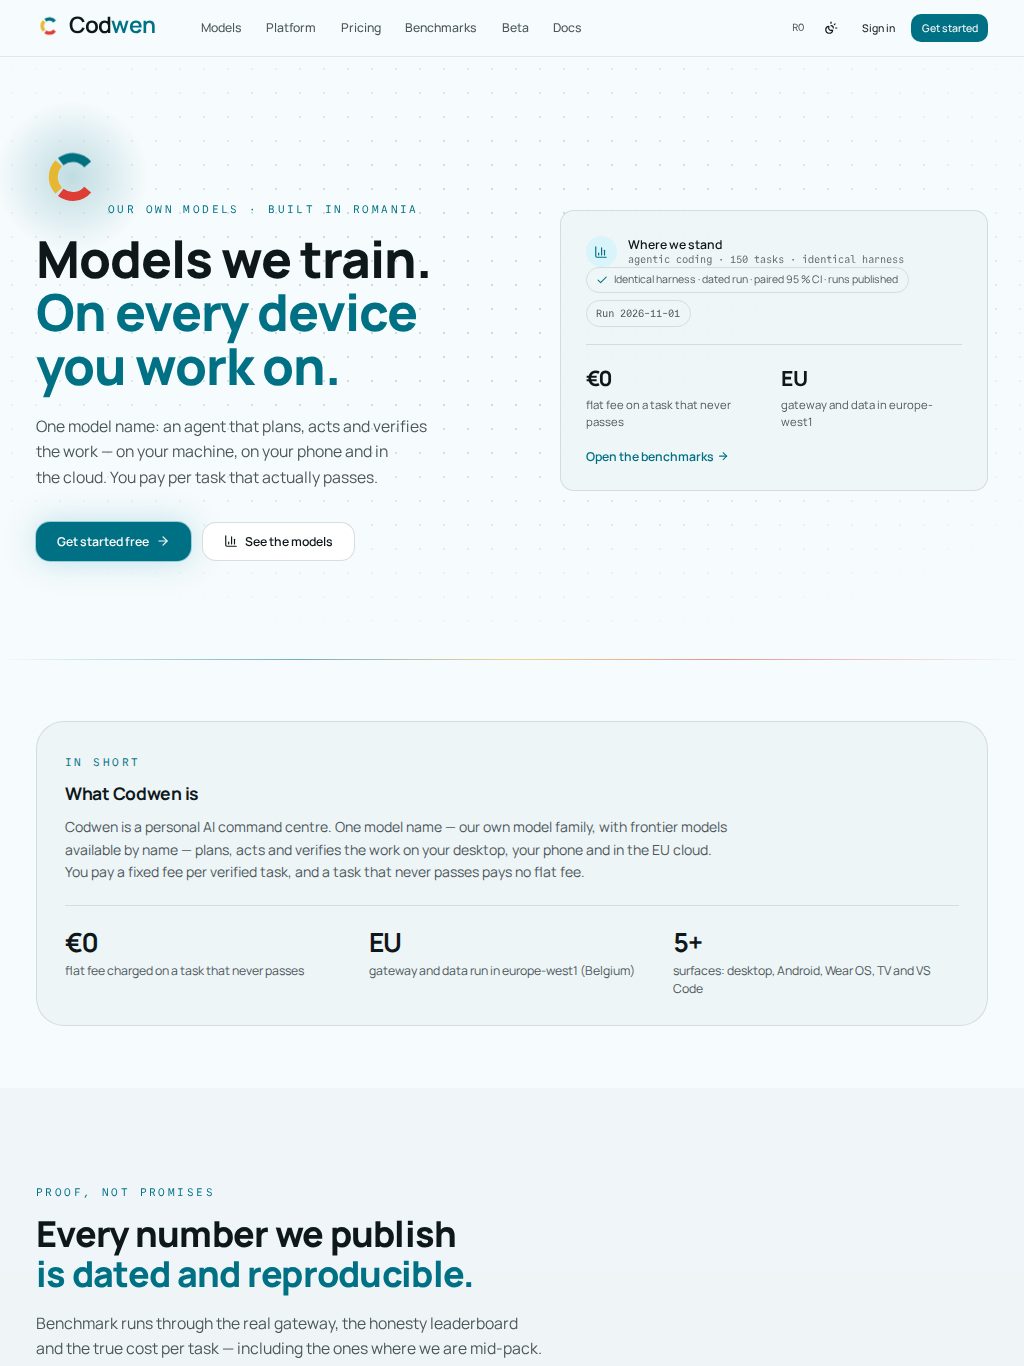 Codwen
Models Platform Pricing Benchmarks Beta Docs
RO Sign in Get started
OUR OWN MODELS · BUILT IN ROMANIA
Models we train.
On every device
you work on.
One model name: an agent that plans, acts and verifies
the work — on your machine, on your phone and in
the cloud. You pay per task that actually passes.
Get started free →
See the models
Where we stand
agentic coding · 150 tasks · identical harness
Identical harness · dated run · paired 95 % CI · runs published
Run 2026-11-01
€0
flat fee on a task that never
passes
EU
gateway and data in europe-
west1
Open the benchmarks →
IN SHORT
What Codwen is
Codwen is a personal AI command centre. One model name — our own model family, with frontier models
available by name — plans, acts and verifies the work on your desktop, your phone and in the EU cloud.
You pay a fixed fee per verified task, and a task that never passes pays no flat fee.
€0
flat fee charged on a task that never passes
EU
gateway and data run in europe-west1 (Belgium)
5+
surfaces: desktop, Android, Wear OS, TV and VS
Code
PROOF, NOT PROMISES
Every number we publish
is dated and reproducible.
Benchmark runs through the real gateway, the honesty leaderboard
and the true cost per task — including the ones where we are mid-pack.